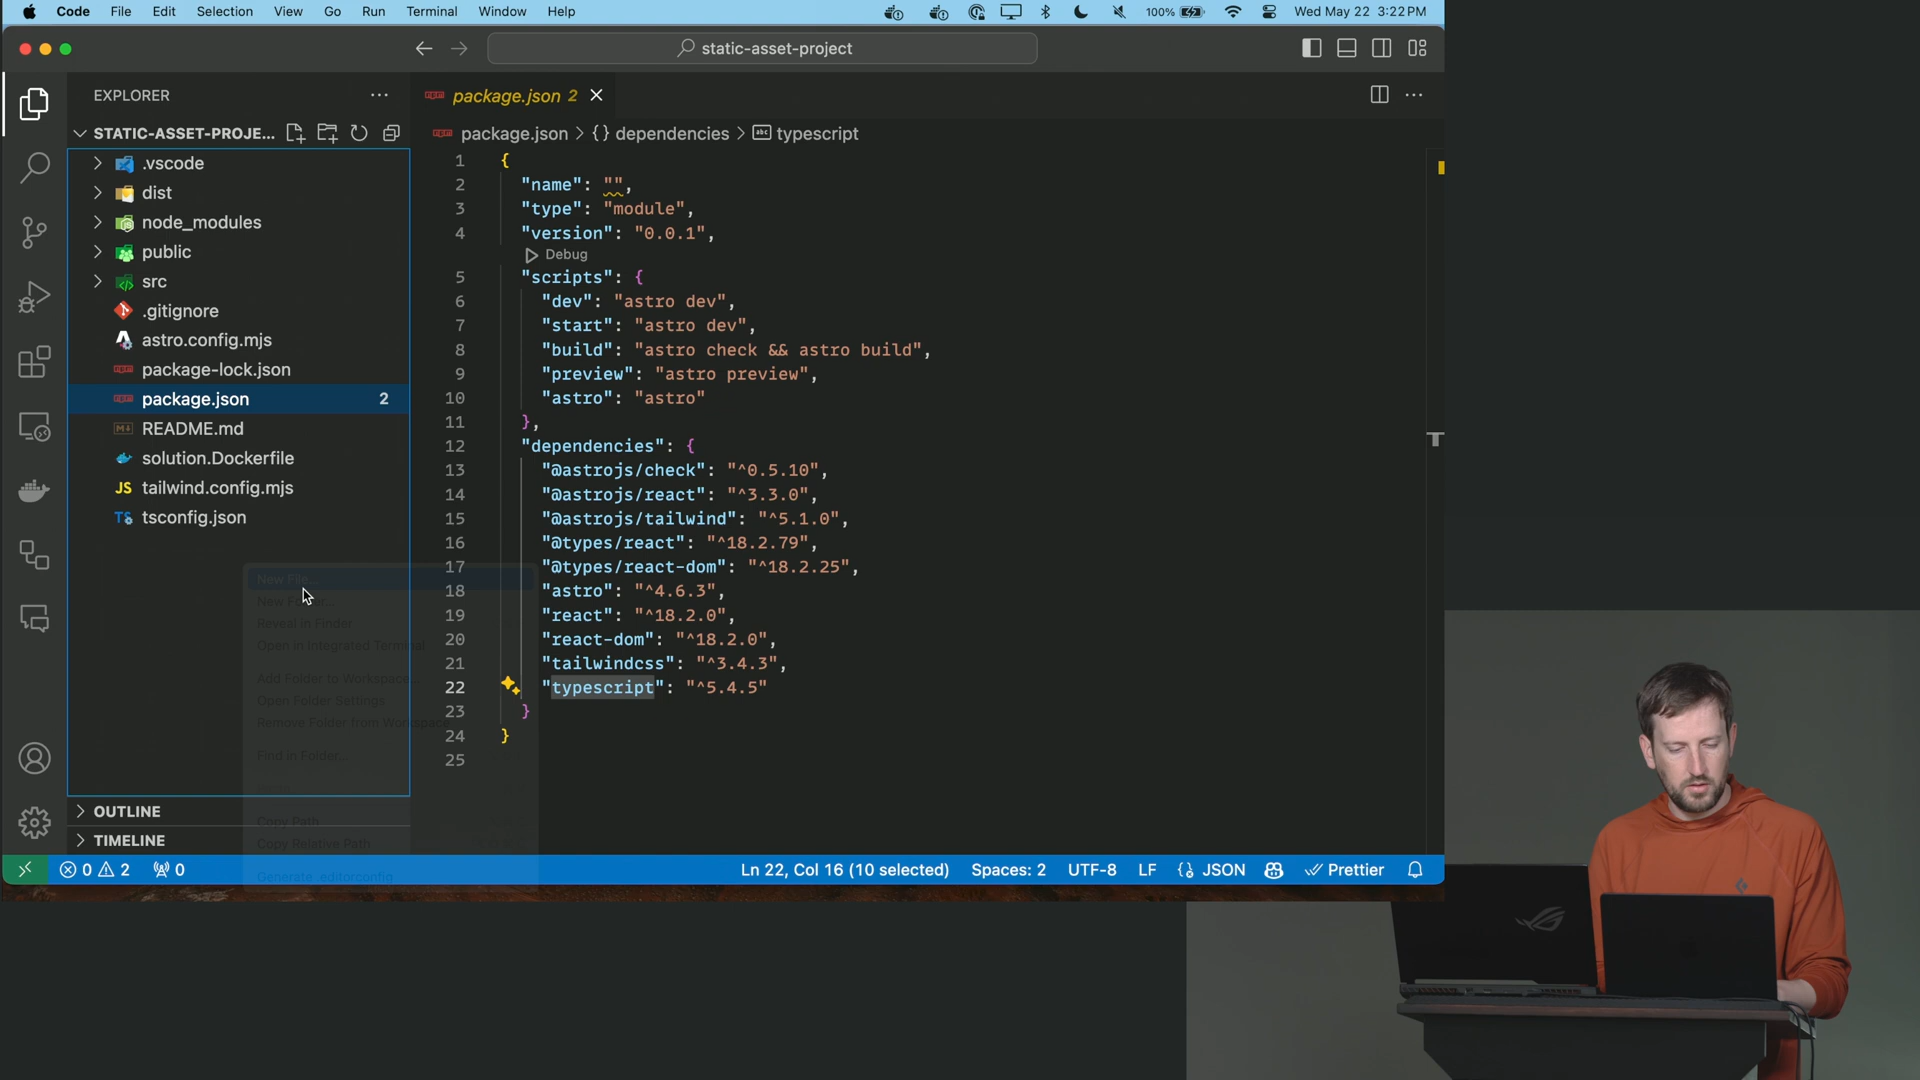 Code File Edit Selection View Go Run Terminal Window Help 100% Wed May 22 3:22 PM
static-asset-project
EXPLORER
STATIC-ASSET-PROJE...
.vscode
dist
node_modules
public
src
.gitignore
astro.config.mjs
package-lock.json
package.json 2
README.md
solution.Dockerfile
JS tailwind.config.mjs
TS tsconfig.json
New File...
New Folder...
Reveal in Finder
Open in Integrated Terminal
Add Folder to Workspace...
Open Folder Settings
Remove Folder from Workspace
Find in Folder...
Copy Path
Copy Relative Path
Generate .editorconfig
OUTLINE
TIMELINE
package.json 2
package.json > {} dependencies > abc typescript
1 {
2 "name": "",
3 "type": "module",
4 "version": "0.0.1",
Debug
5 "scripts": {
6 "dev": "astro dev",
7 "start": "astro dev",
8 "build": "astro check && astro build",
9 "preview": "astro preview",
10 "astro": "astro"
11 },
12 "dependencies": {
13 "@astrojs/check": "^0.5.10",
14 "@astrojs/react": "^3.3.0",
15 "@astrojs/tailwind": "^5.1.0",
16 "@types/react": "^18.2.79",
17 "@types/react-dom": "^18.2.25",
18 "astro": "^4.6.3",
19 "react": "^18.2.0",
20 "react-dom": "^18.2.0",
21 "tailwindcss": "^3.4.3",
22 "typescript": "^5.4.5"
23 }
24 }
25
0 2 0 Ln 22, Col 16 (10 selected) Spaces: 2 UTF-8 LF {} JSON Prettier